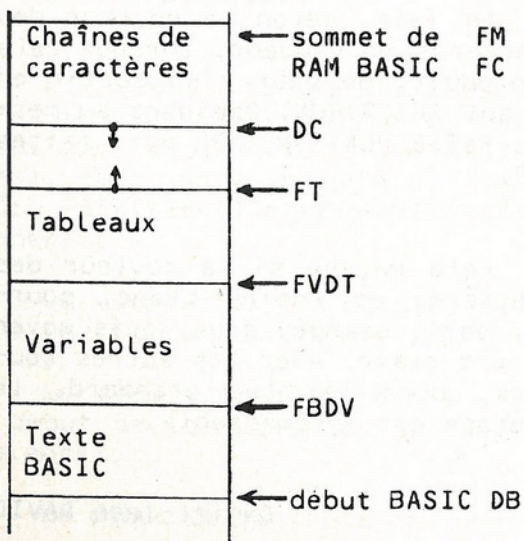 Chaînes de
caractères
sommet de FM
RAM BASIC FC
DC
FT
Tableaux
FVDT
Variables
FBDV
Texte
BASIC
début BASIC DB